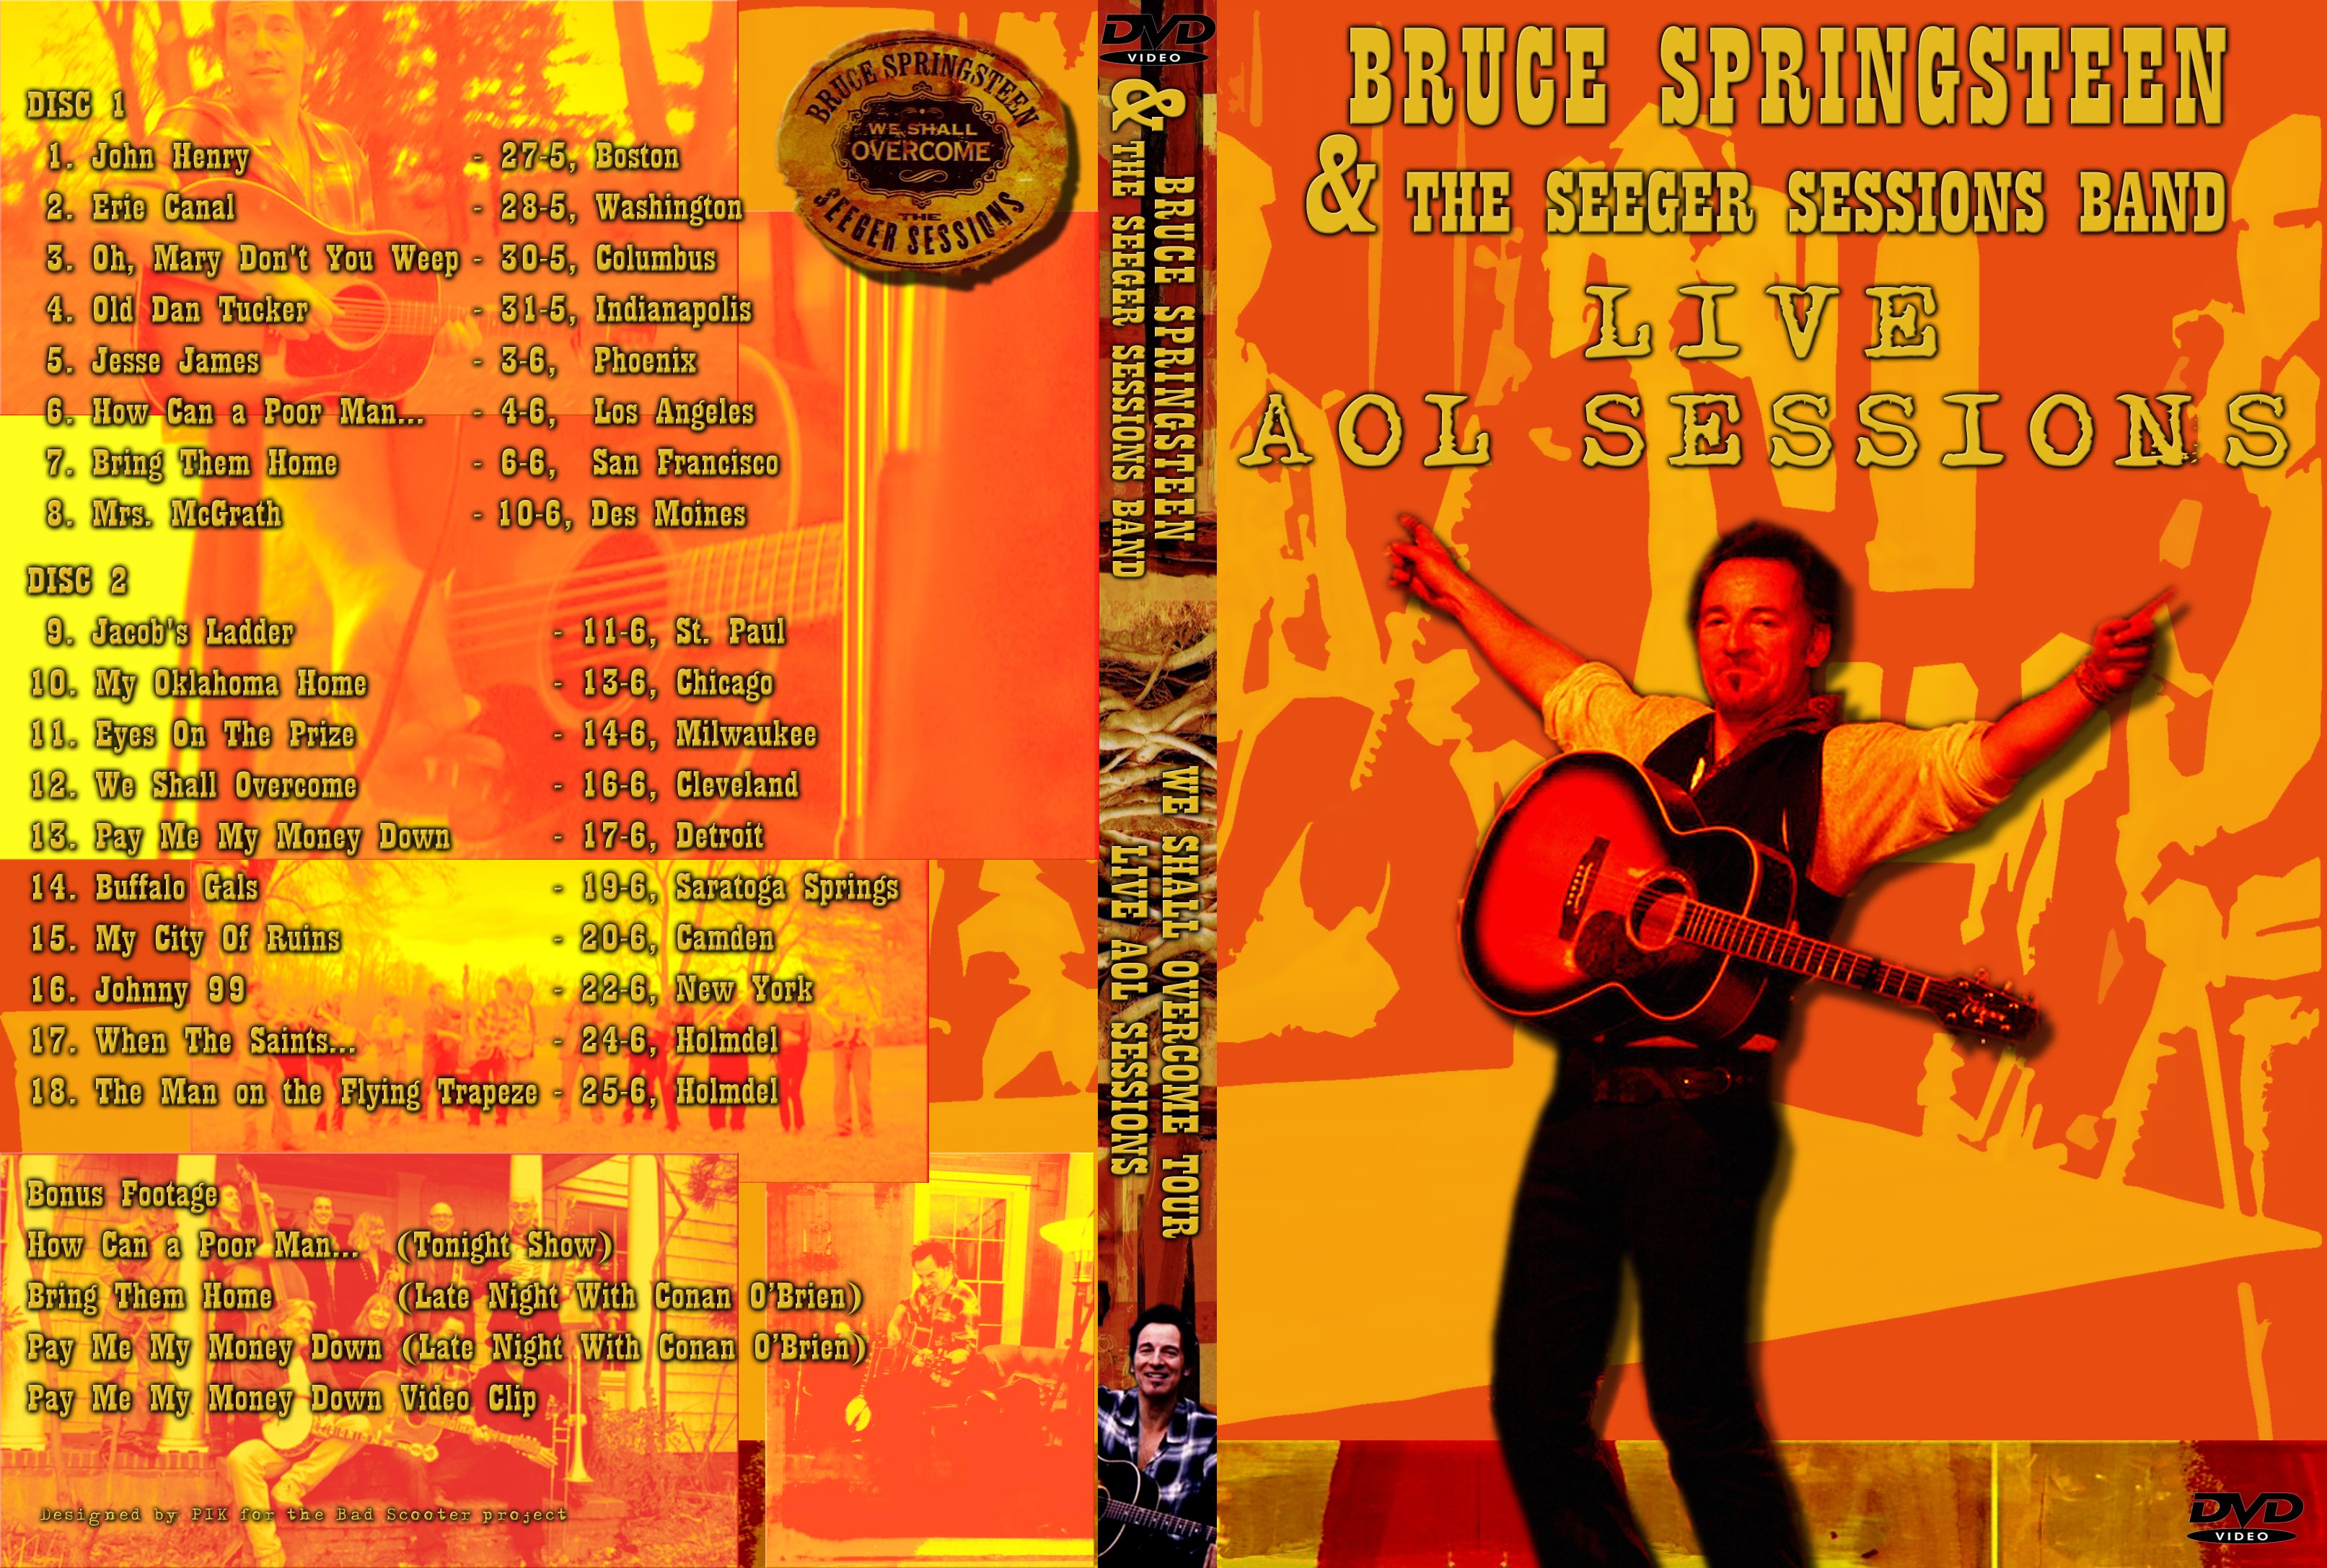 DISC 1
1. John Henry - 27-5, Boston
2. Erie Canal - 28-5, Washington
3. Oh, Mary Don't You Weep - 30-5, Columbus
4. Old Dan Tucker - 31-5, Indianapolis
5. Jesse James - 3-6, Phoenix
6. How Can a Poor Man... - 4-6, Los Angeles
7. Bring Them Home - 6-6, San Francisco
8. Mrs. McGrath - 10-6, Des Moines
DISC 2
9. Jacob's Ladder - 11-6, St. Paul
10. My Oklahoma Home - 13-6, Chicago
11. Eyes On The Prize - 14-6, Milwaukee
12. We Shall Overcome - 16-6, Cleveland
13. Pay Me My Money Down - 17-6, Detroit
14. Buffalo Gals - 19-6, Saratoga Springs
15. My City Of Ruins - 20-6, Camden
16. Johnny 99 - 22-6, New York
17. When The Saints... - 24-6, Holmdel
18. The Man on the Flying Trapeze - 25-6, Holmdel
Bonus Footage
How Can a Poor Man... (Tonight Show)
Bring Them Home (Late Night With Conan O'Brien)
Pay Me My Money Down (Late Night With Conan O'Brien)
Pay Me My Money Down Video Clip
Designed by PIK for the Bad Scooter project
BRUCE SPRINGSTEEN
WE SHALL
OVERCOME
THE
SEEGER SESSIONS
DVD
VIDEO
BRUCE SPRINGSTEEN
& THE SEEGER SESSIONS BAND
WE SHALL OVERCOME TOUR
LIVE AOL SESSIONS
BRUCE SPRINGSTEEN
& THE SEEGER SESSIONS BAND
LIVE
AOL SESSIONS
DVD
VIDEO